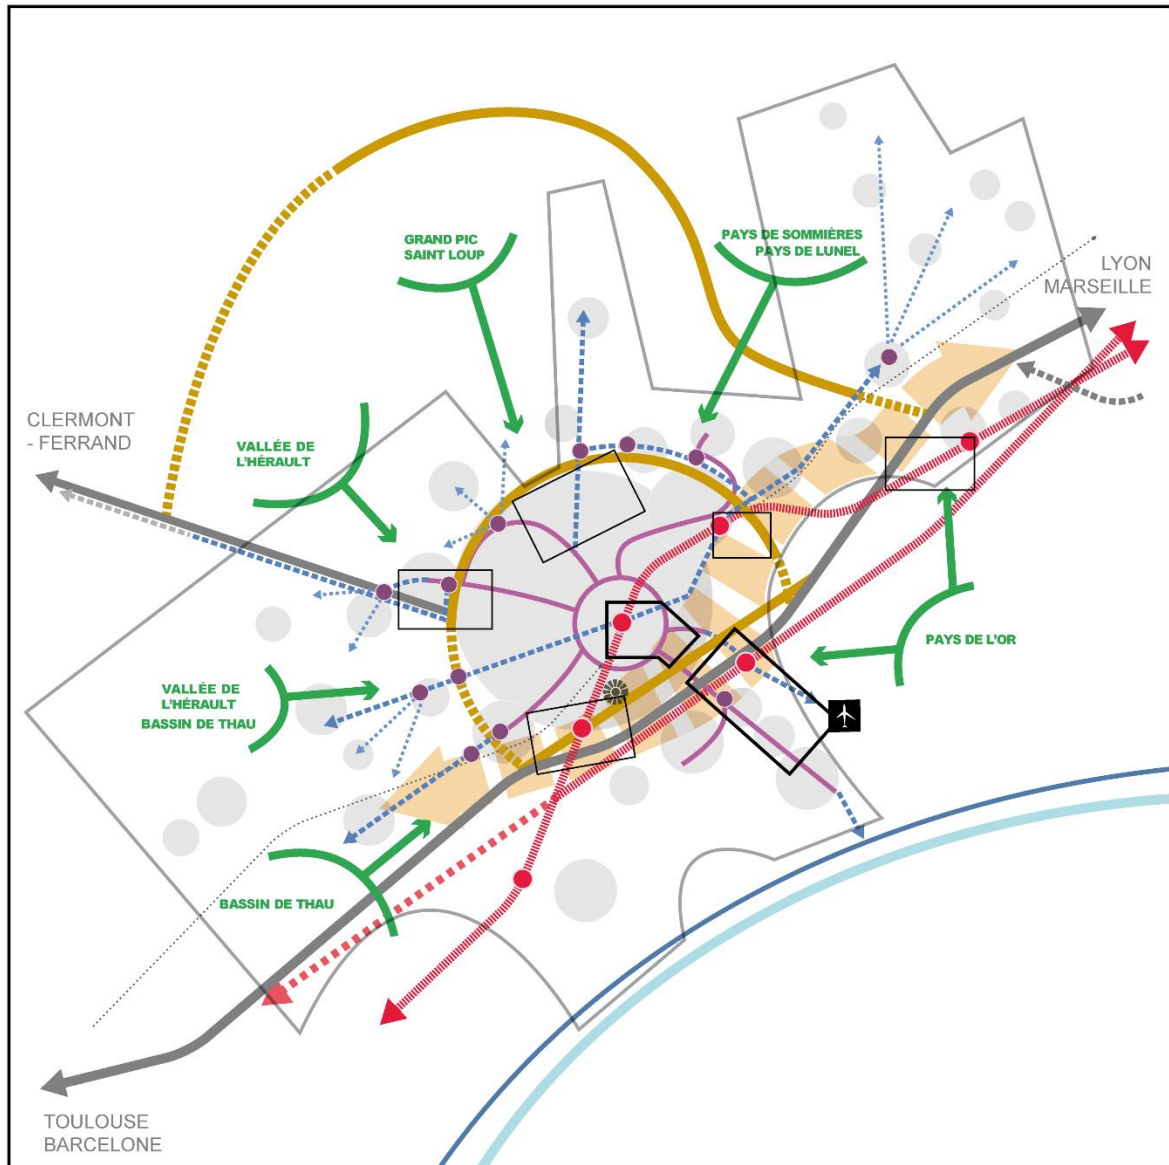 GRAND PIC
SAINT LOUP
PAYS DE SOMMIÈRES
PAYS DE LUNEL
LYON
MARSEILLE
CLERMONT
- FERRAND
VALLÉE DE
L'HÉRAULT
PAYS DE L'OR
VALLÉE DE
L'HÉRAULT
BASSIN DE THAU
BASSIN DE THAU
TOULOUSE
BARCELONE